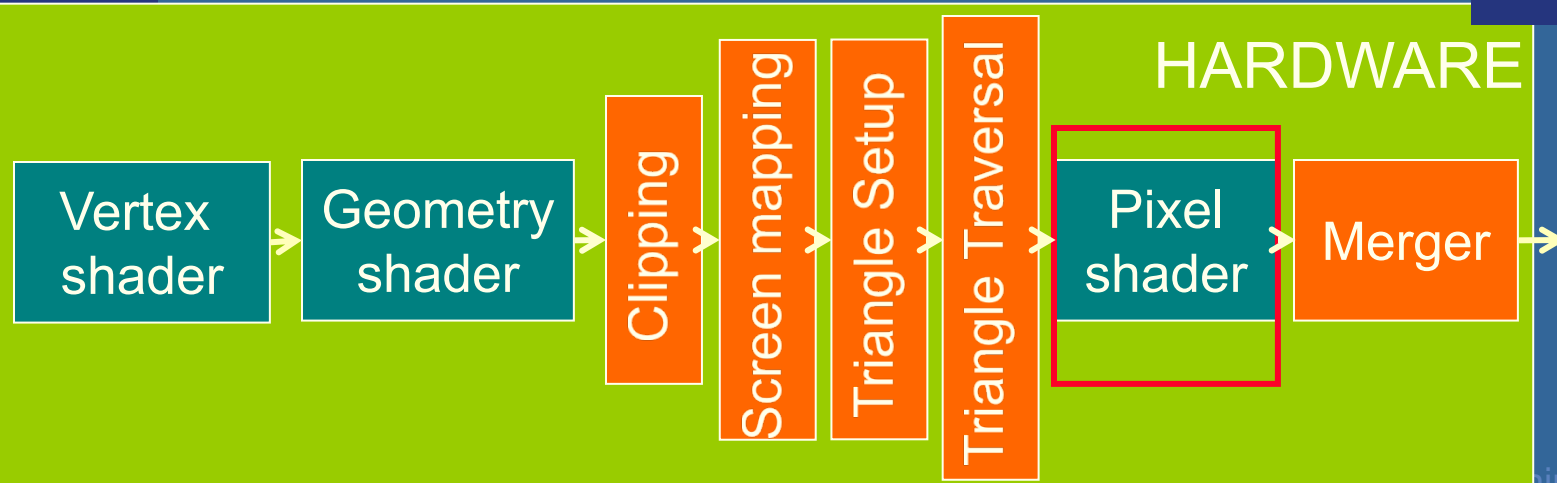 HARDWARE
Vertex
shader
Geometry
shader
Clipping
Screen mapping
Triangle Setup
Triangle Traversal
Pixel
shader
Merger